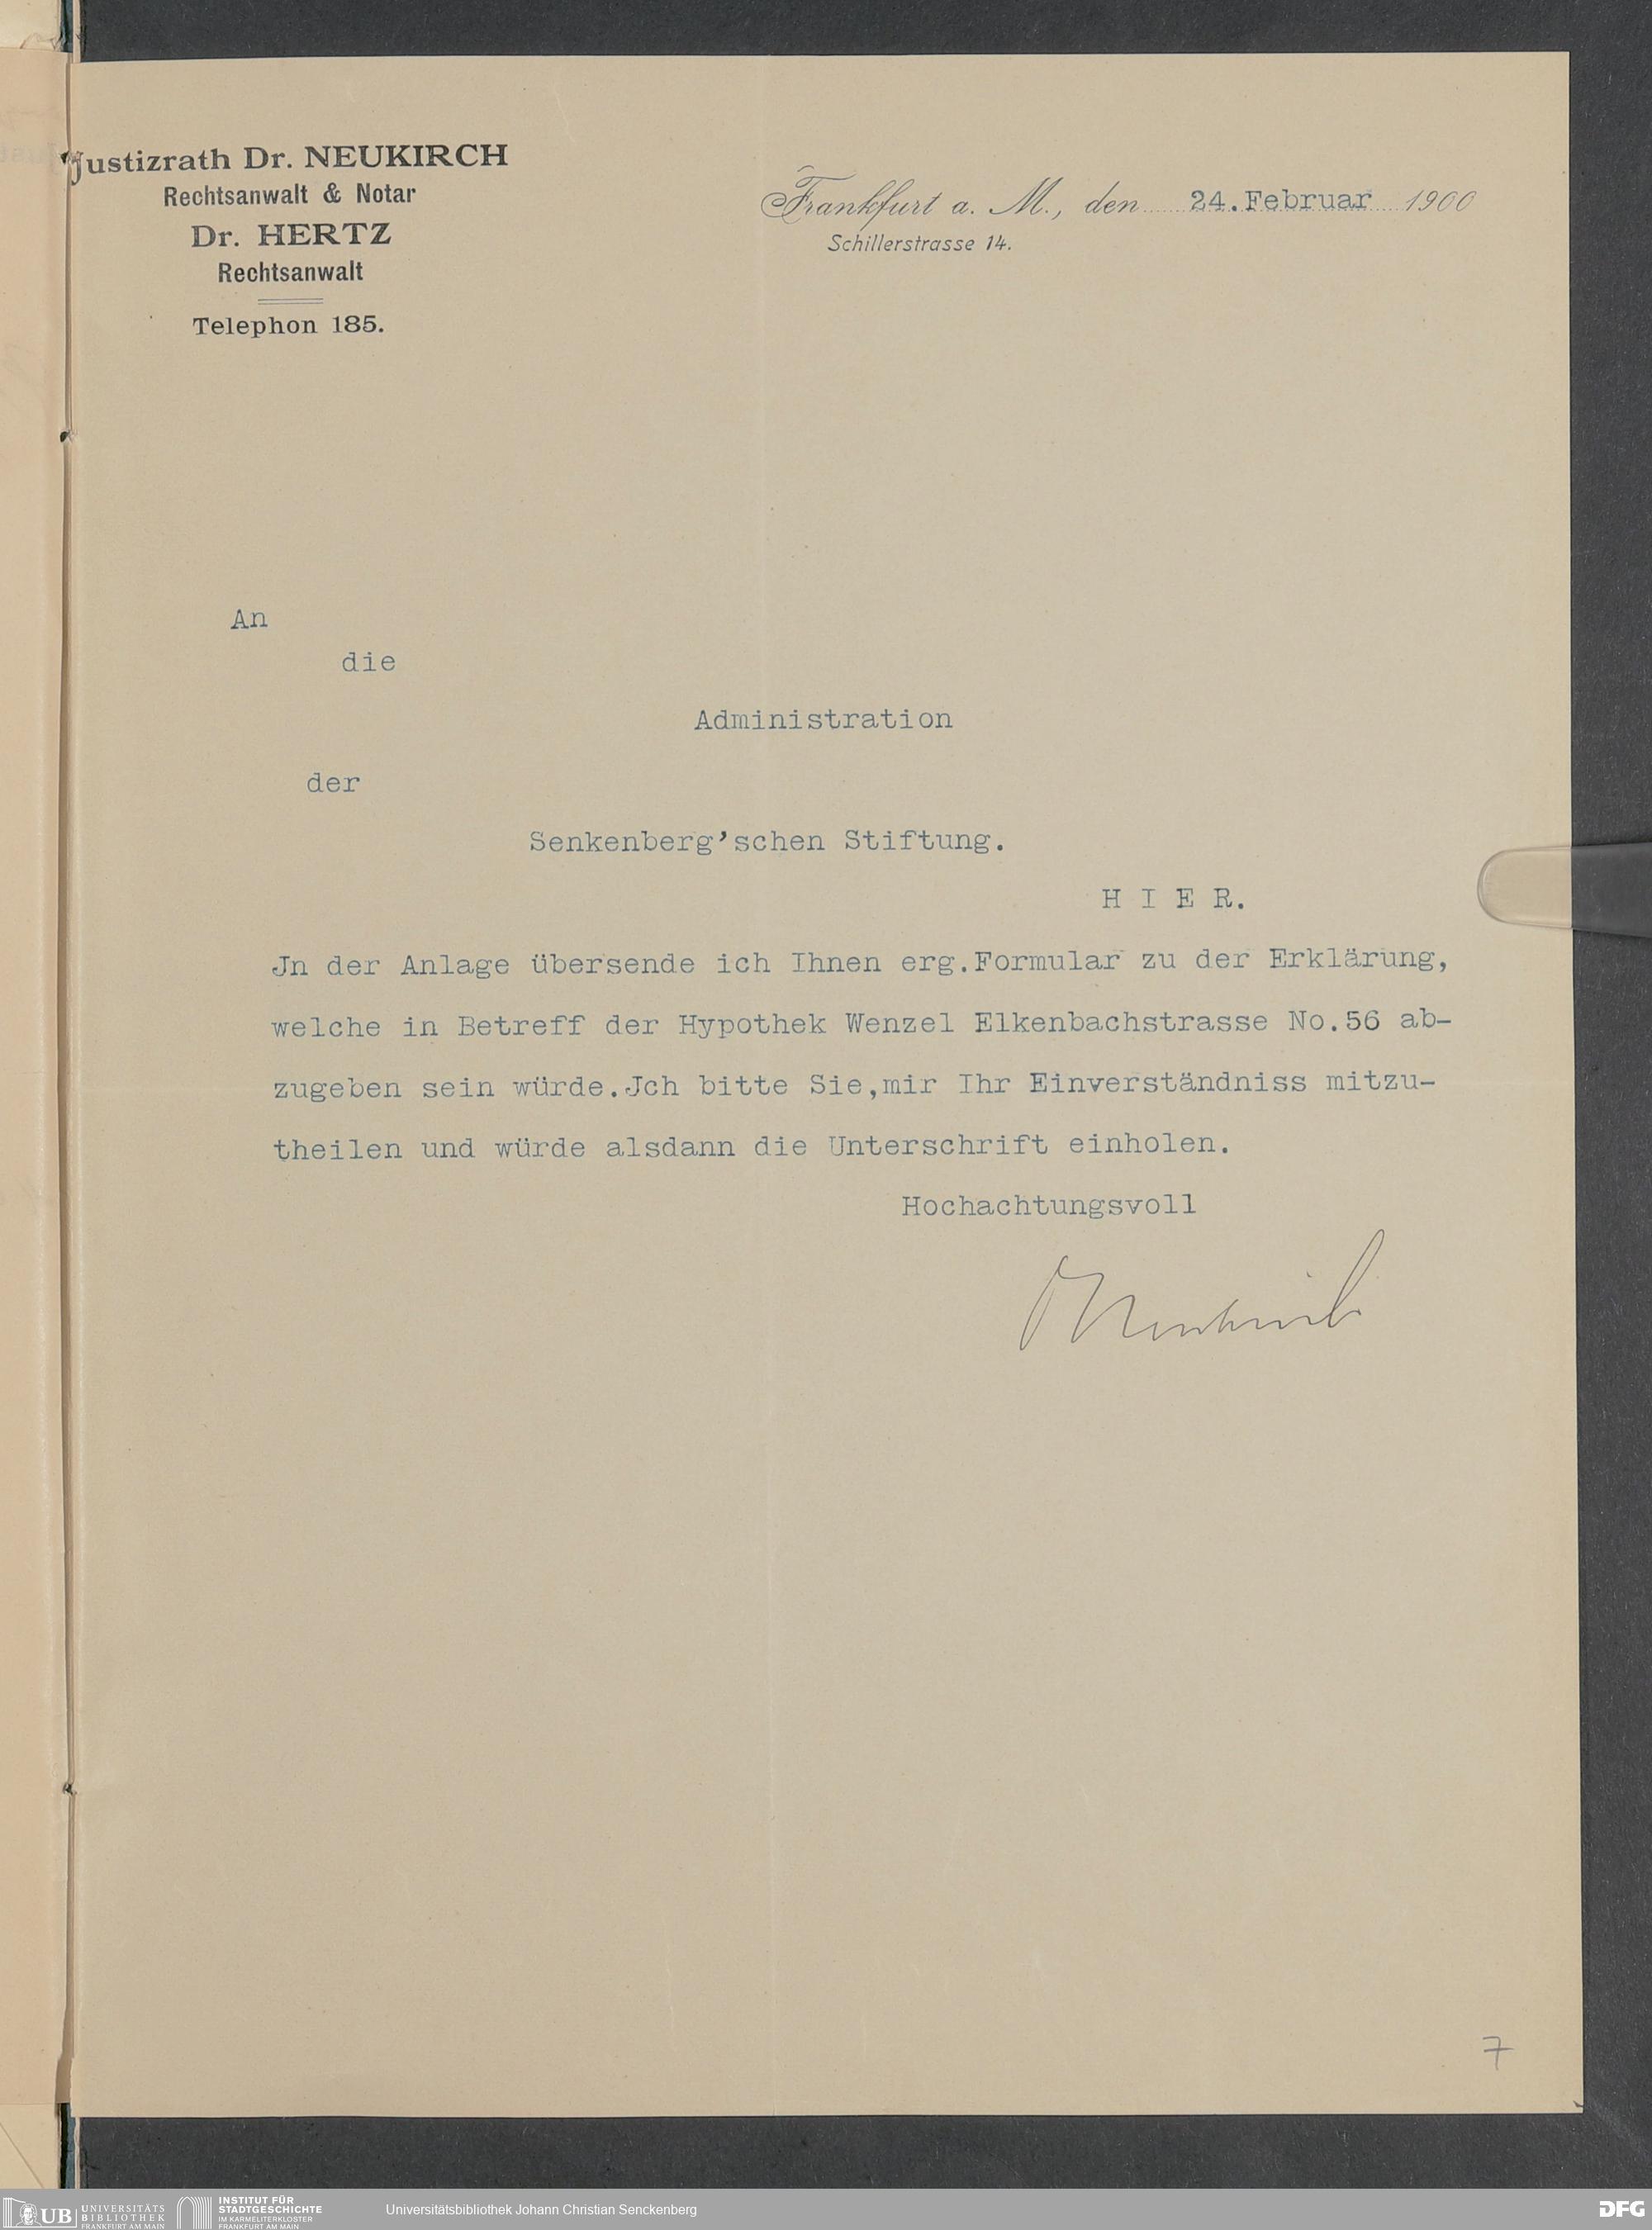 Justizrath Dr. NEUKIRCH
Rechtsanwalt & Notar
Dr. HERTZ
Rechtsanwalt
Telephon 185.
Frankfurt a. M., den 24.Februar 1900
Schillerstrasse 14.
An
die
Administration
der
Senkenberg'schen Stiftung.
H I E R.
Jn der Anlage übersende ich Ihnen erg.Formular zu der Erklärung,
welche in Betreff der Hypothek Wenzel Elkenbachstrasse No.56 ab-
zugeben sein würde.Jch bitte Sie,mir Ihr Einverständniss mitzu-
theilen und würde alsdann die Unterschrift einholen.
Hochachtungsvoll
Neukirch
7
UB UNIVERSITÄTS
BIBLIOTHEK
FRANKFURT AM MAIN
INSTITUT FÜR
STADTGESCHICHTE
IM KARMELITERKLOSTER
FRANKFURT AM MAIN
Universitätsbibliothek Johann Christian Senckenberg
DFG